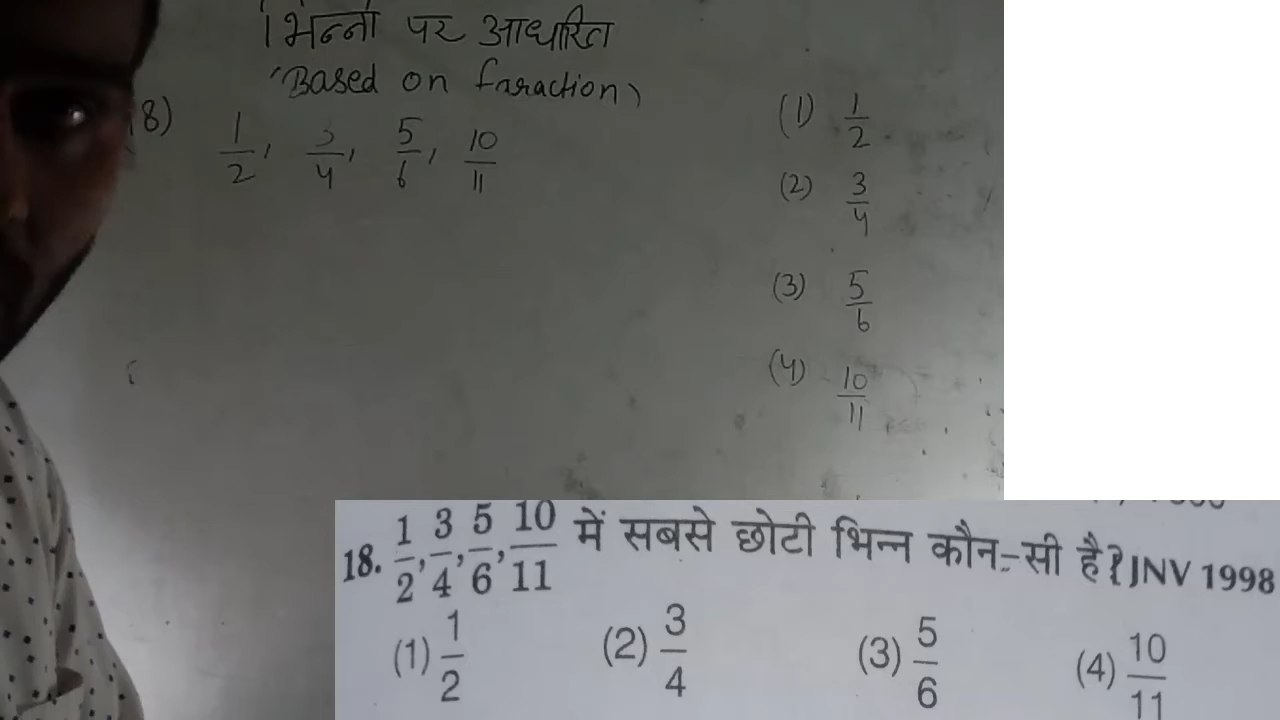 भिन्नों पर आधारित
'Based on faraction)
18) 1/2, 3/4, 5/6, 10/11
(1) 1/2
(2) 3/4
(3) 5/6
(4) 10/11
18. 1/2, 3/4, 5/6, 10/11 में सबसे छोटी भिन्न कौन-सी है? JNV 1998
(1) 1/2 (2) 3/4 (3) 5/6 (4) 10/11